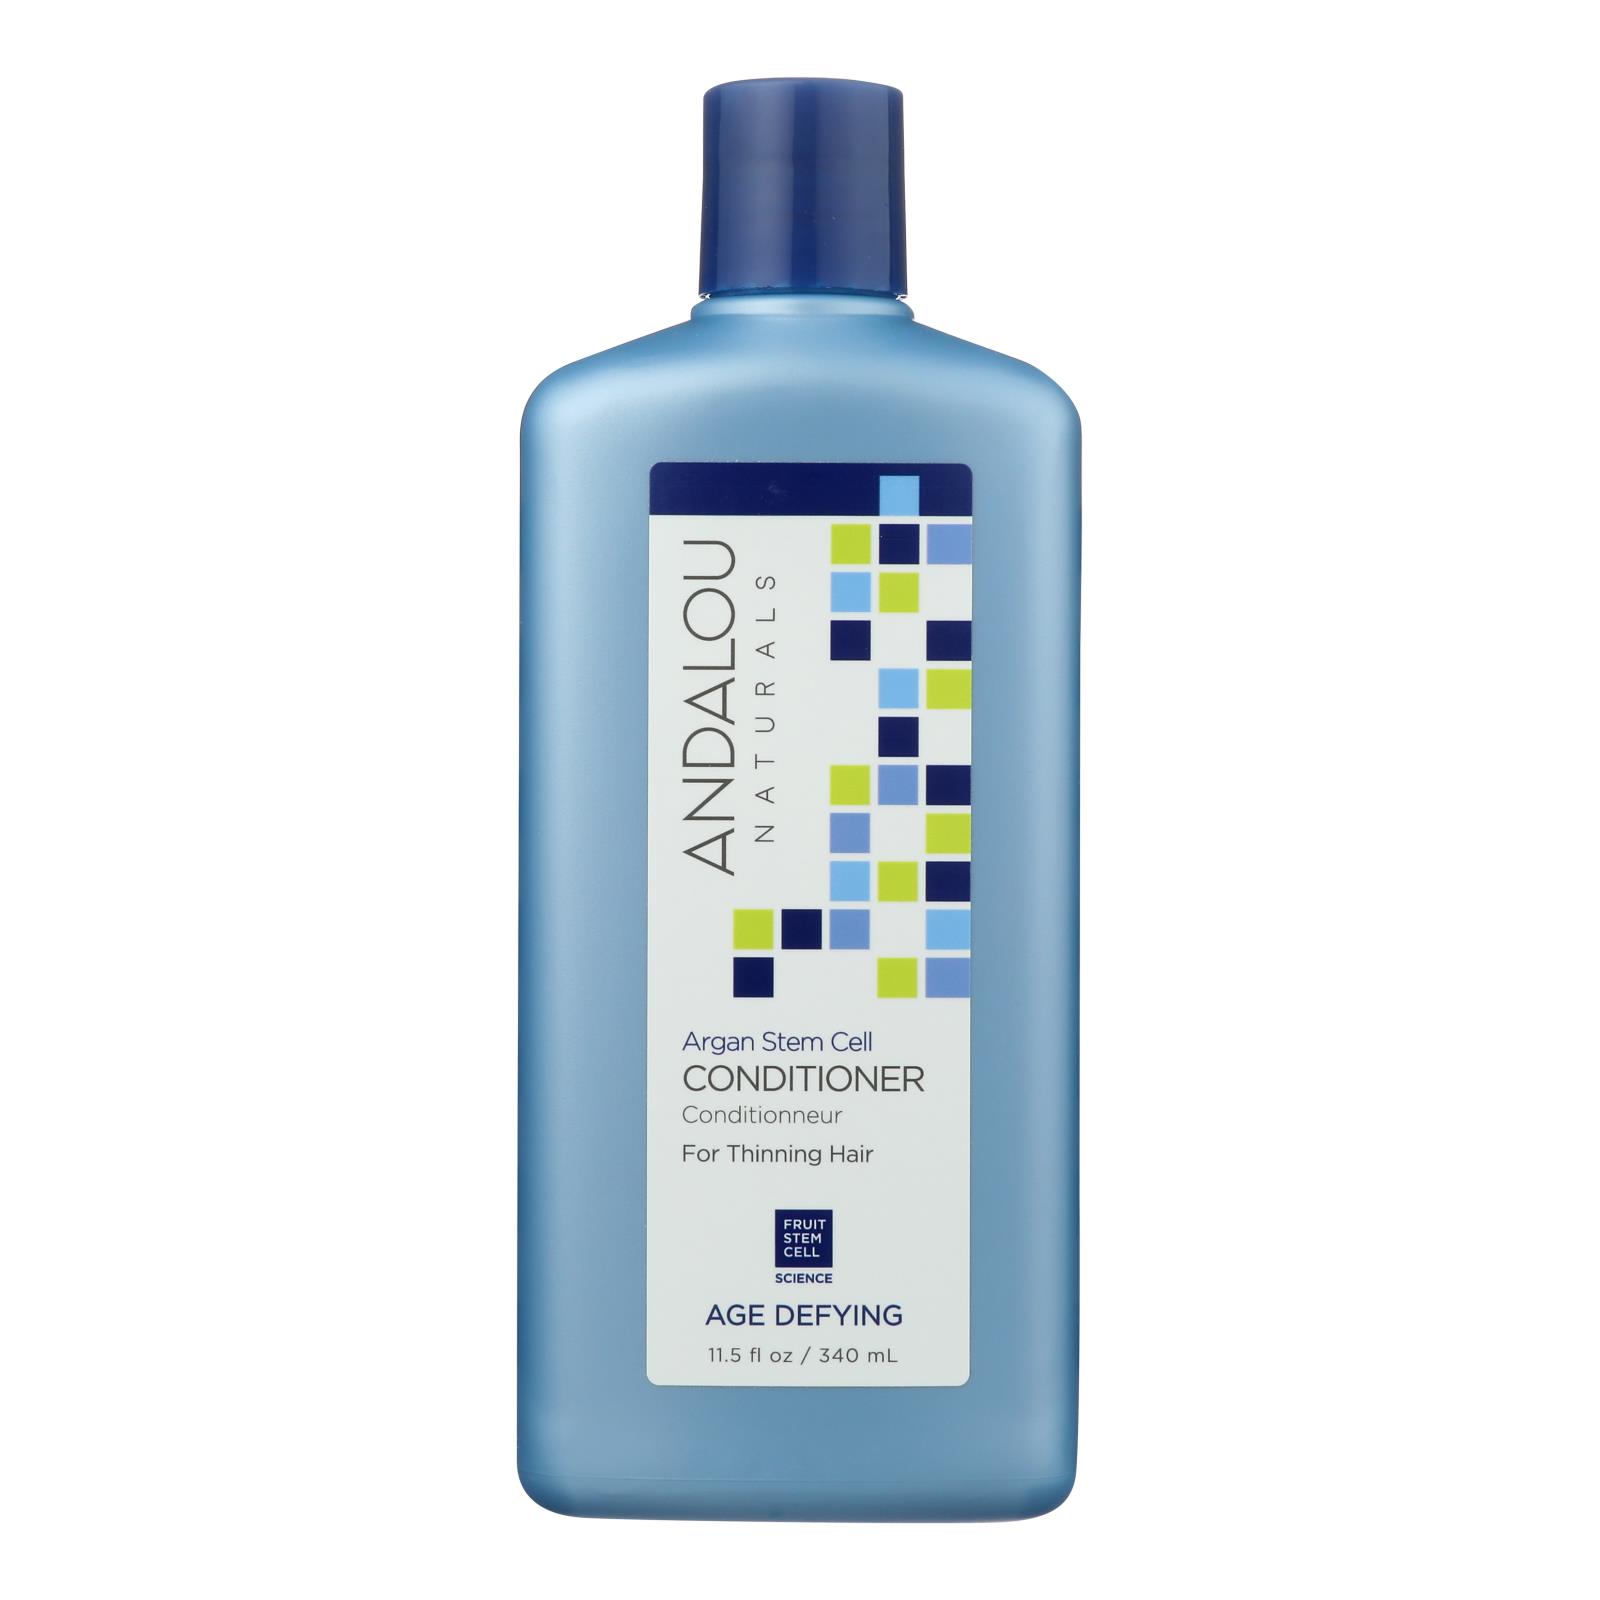 ANDALOU
NATURALS
Argan Stem Cell
CONDITIONER
Conditionneur
For Thinning Hair
FRUIT
STEM
CELL
SCIENCE
AGE DEFYING
11.5 fl oz / 340 mL